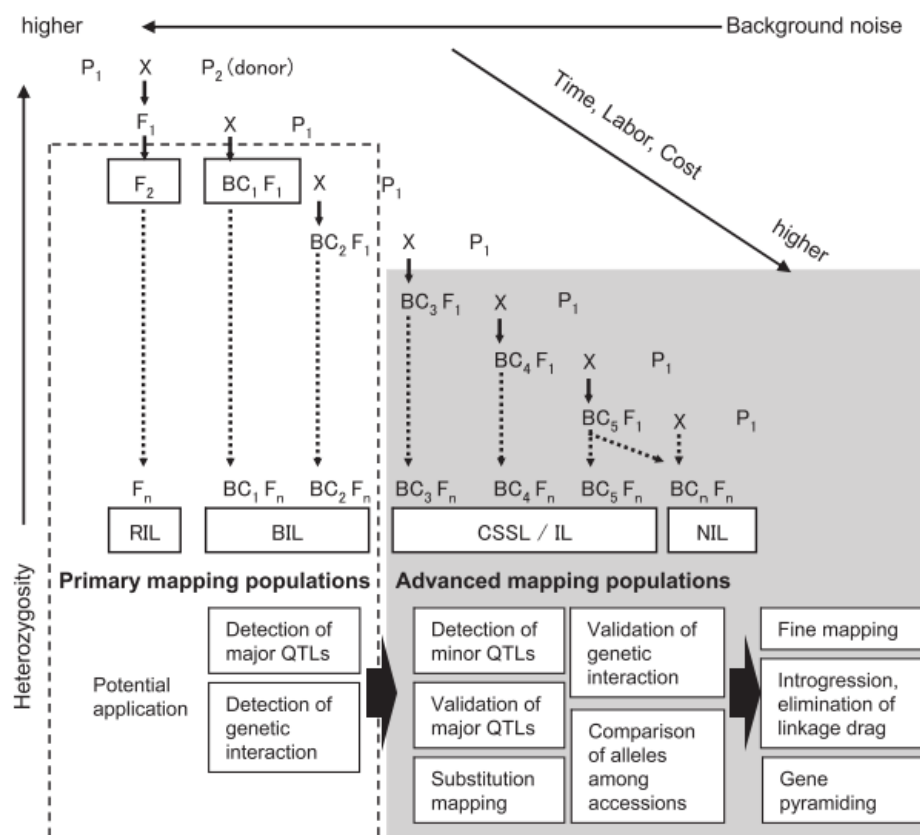 higher
Background noise
P₁ X P₂ (donor)
Time, Labor, Cost
higher
F₁ X P₁
F₂
BC₁ F₁
X P₁
BC₂ F₁
X P₁
BC₃ F₁
X P₁
BC₄ F₁
X P₁
BC₅ F₁
X P₁
Fₙ
BC₁ Fₙ
BC₂ Fₙ
BC₃ Fₙ
BC₄ Fₙ
BC₅ Fₙ
BCₙ Fₙ
RIL
BIL
CSSL / IL
NIL
Primary mapping populations
Advanced mapping populations
Heterozygosity
Potential
application
Detection of
major QTLs
Detection of
genetic
interaction
Detection of
minor QTLs
Validation of
major QTLs
Substitution
mapping
Validation of
genetic
interaction
Comparison
of alleles
among
accessions
Fine mapping
Introgression,
elimination of
linkage drag
Gene
pyramiding